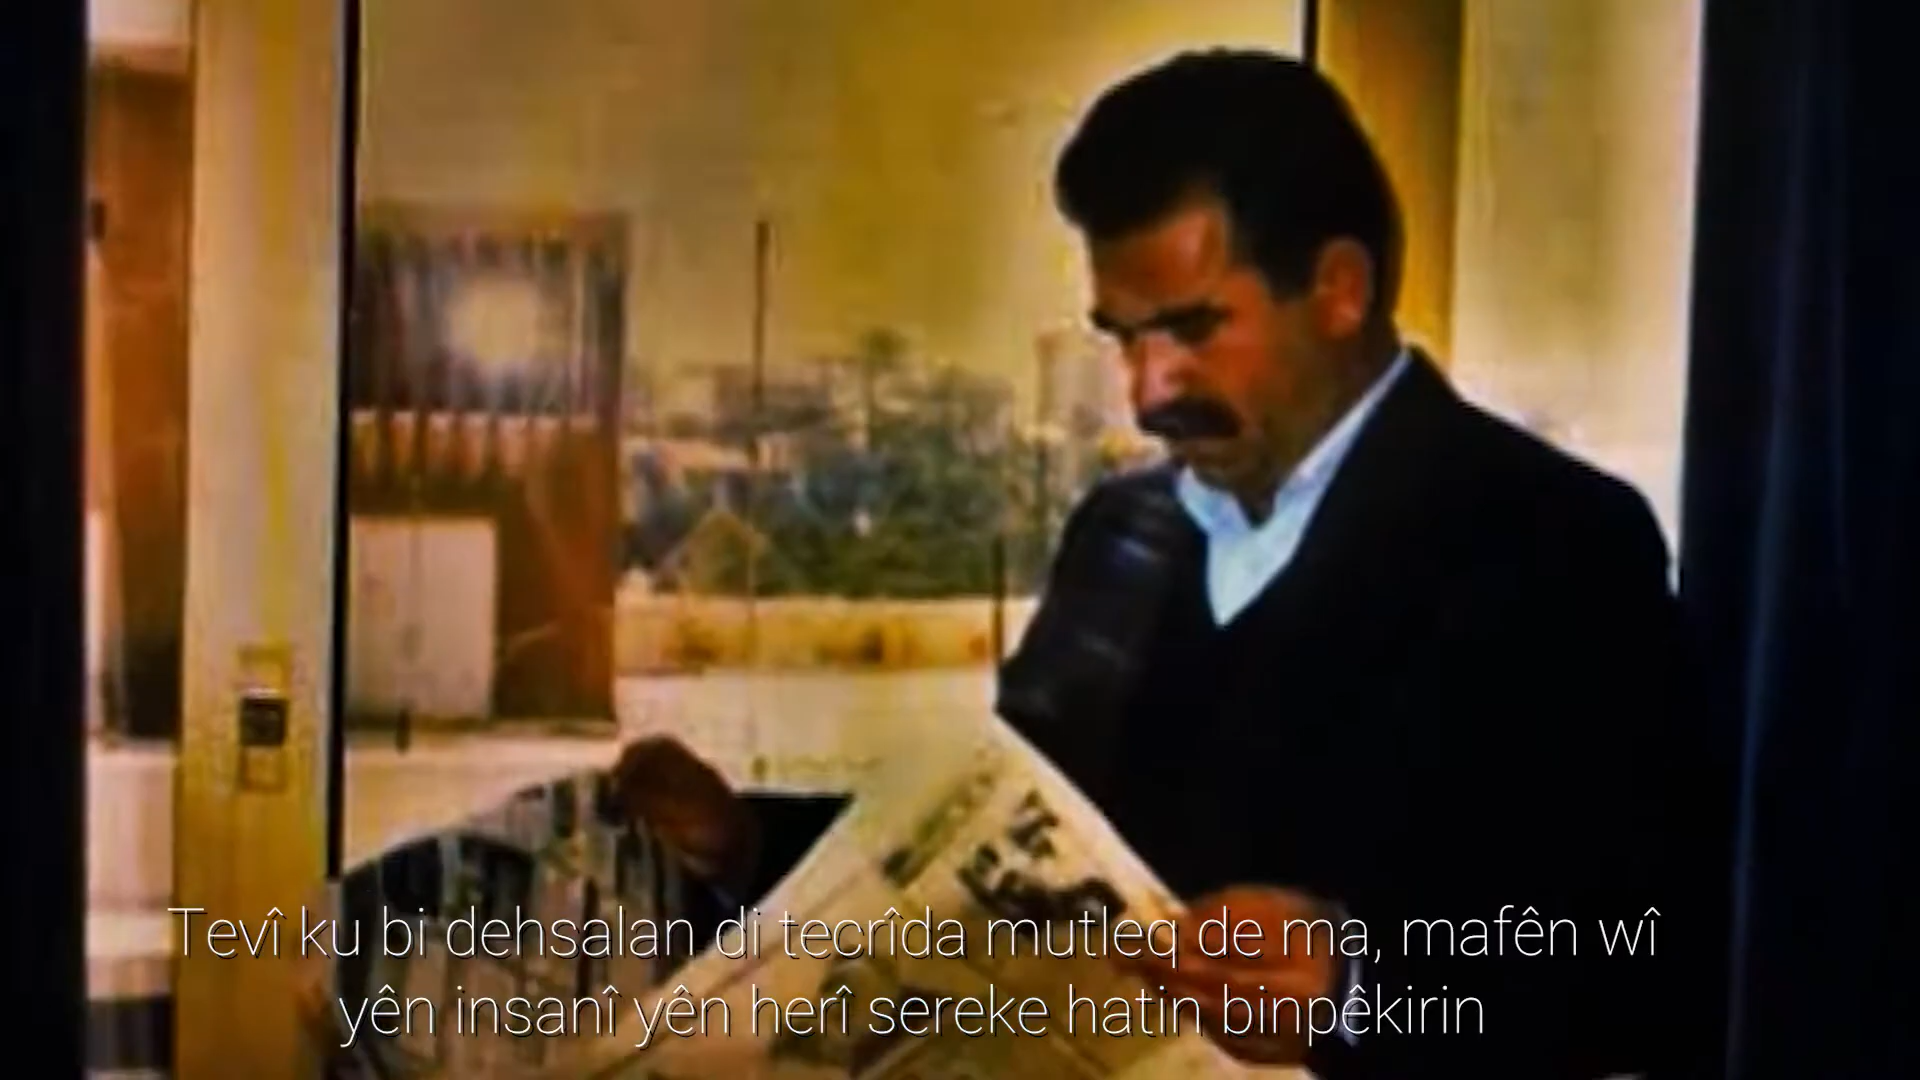 Tevî ku bi dehsalan di tecrîda mutleq de ma, mafên wî
yên insanî yên herî sereke hatin binpêkirin